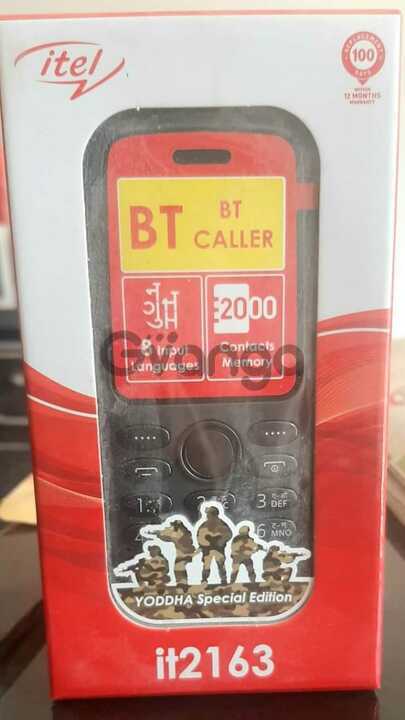 itel
REPLACEMENT
100
DAYS
WITHIN
12 MONTHS
WARRANTY
BT
BT
CALLER
2000
8 Input
Languages
Contacts
Memory
3 DEF
6 MNO
YODDHA Special Edition
it2163